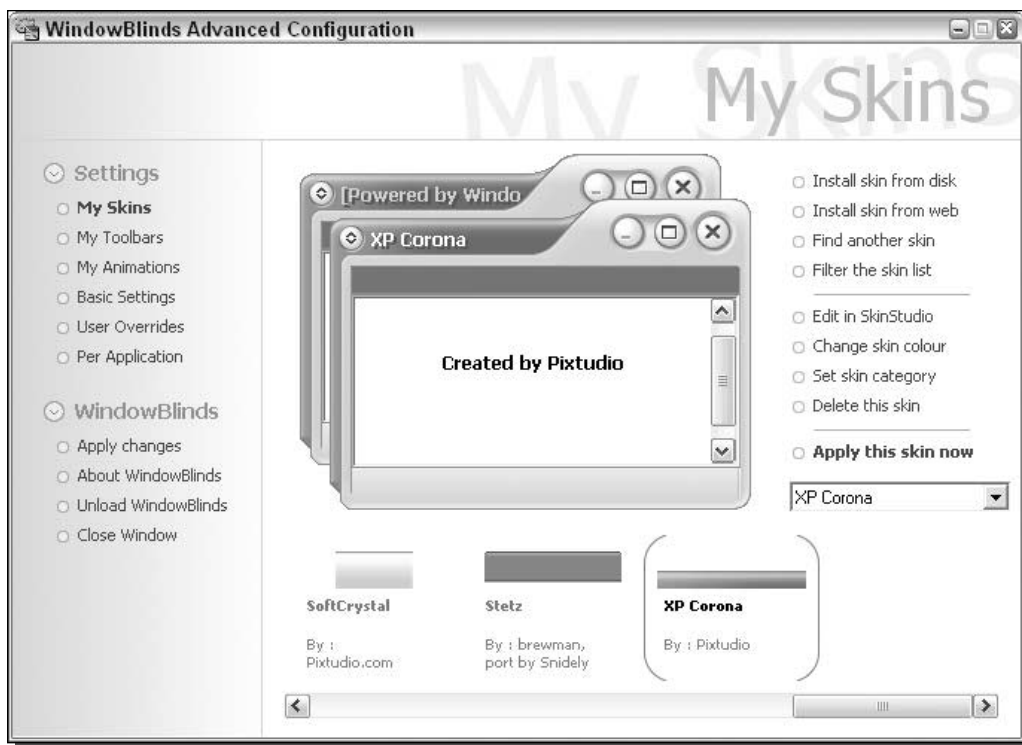 WindowBlinds Advanced Configuration
My Skins
My Skins
Settings
My Skins
My Toolbars
My Animations
Basic Settings
User Overrides
Per Application
WindowBlinds
Apply changes
About WindowBlinds
Unload WindowBlinds
Close Window
[Powered by Windo
XP Corona
Created by Pixtudio
Install skin from disk
Install skin from web
Find another skin
Filter the skin list
Edit in SkinStudio
Change skin colour
Set skin category
Delete this skin
Apply this skin now
XP Corona
SoftCrystal
By :
Pixtudio.com
Stetz
By : brewman,
port by Snidely
XP Corona
By : Pixtudio